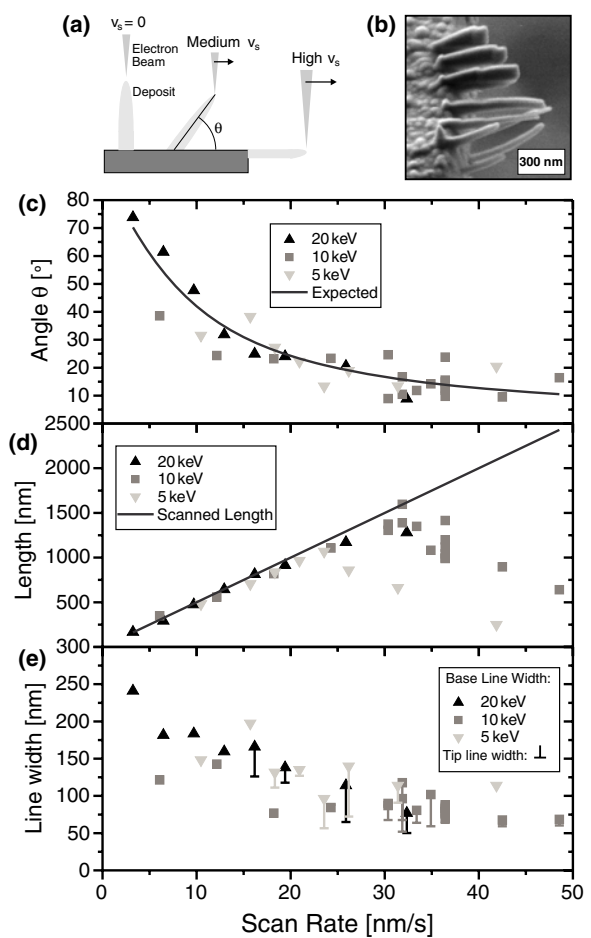 (a)
v_s = 0
Electron
Beam
Deposit
Medium v_s
High v_s
θ
(b)
300 nm
(c)
Angle θ [°]
80
70
60
50
40
30
20
10
20 keV
10 keV
5 keV
Expected
(d)
Length [nm]
2500
2000
1500
1000
500
20 keV
10 keV
5 keV
Scanned Length
(e)
Line width [nm]
300
250
200
150
100
50
0
Base Line Width:
20 keV
10 keV
5 keV
Tip line width:
0 10 20 30 40 50
Scan Rate [nm/s]